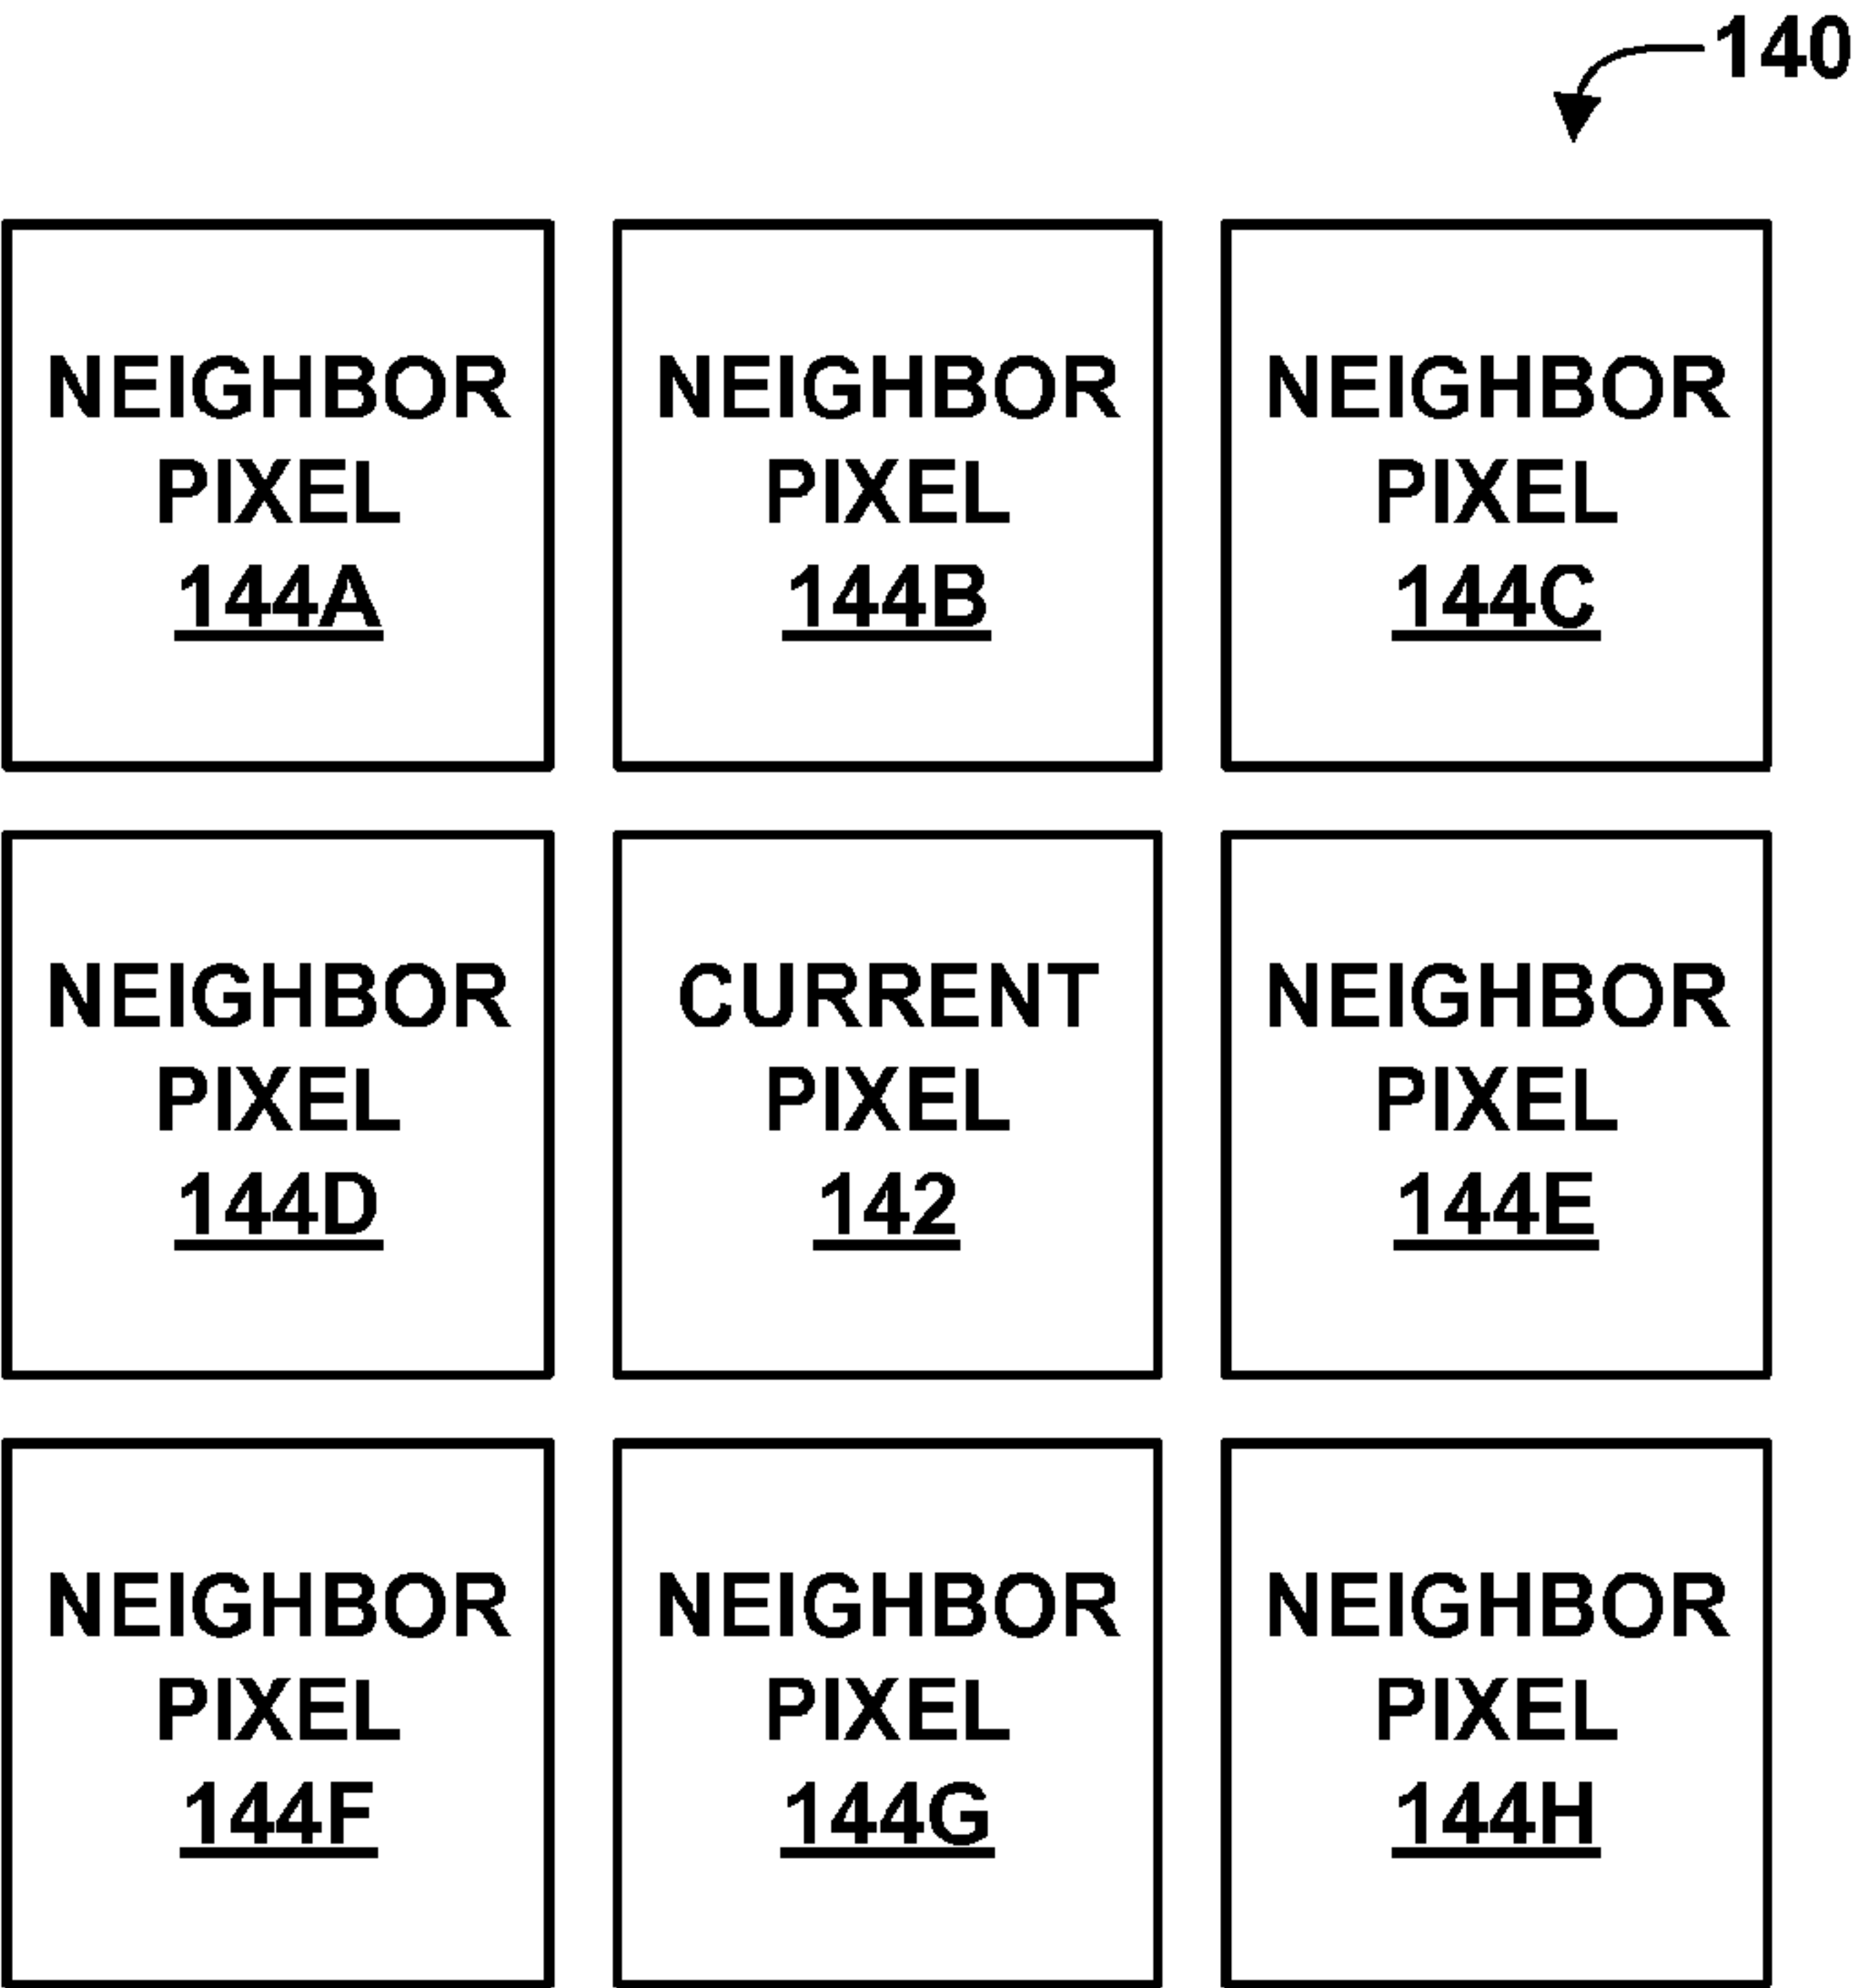 140
NEIGHBOR
PIXEL
144A
NEIGHBOR
PIXEL
144B
NEIGHBOR
PIXEL
144C
NEIGHBOR
PIXEL
144D
CURRENT
PIXEL
142
NEIGHBOR
PIXEL
144E
NEIGHBOR
PIXEL
144F
NEIGHBOR
PIXEL
144G
NEIGHBOR
PIXEL
144H